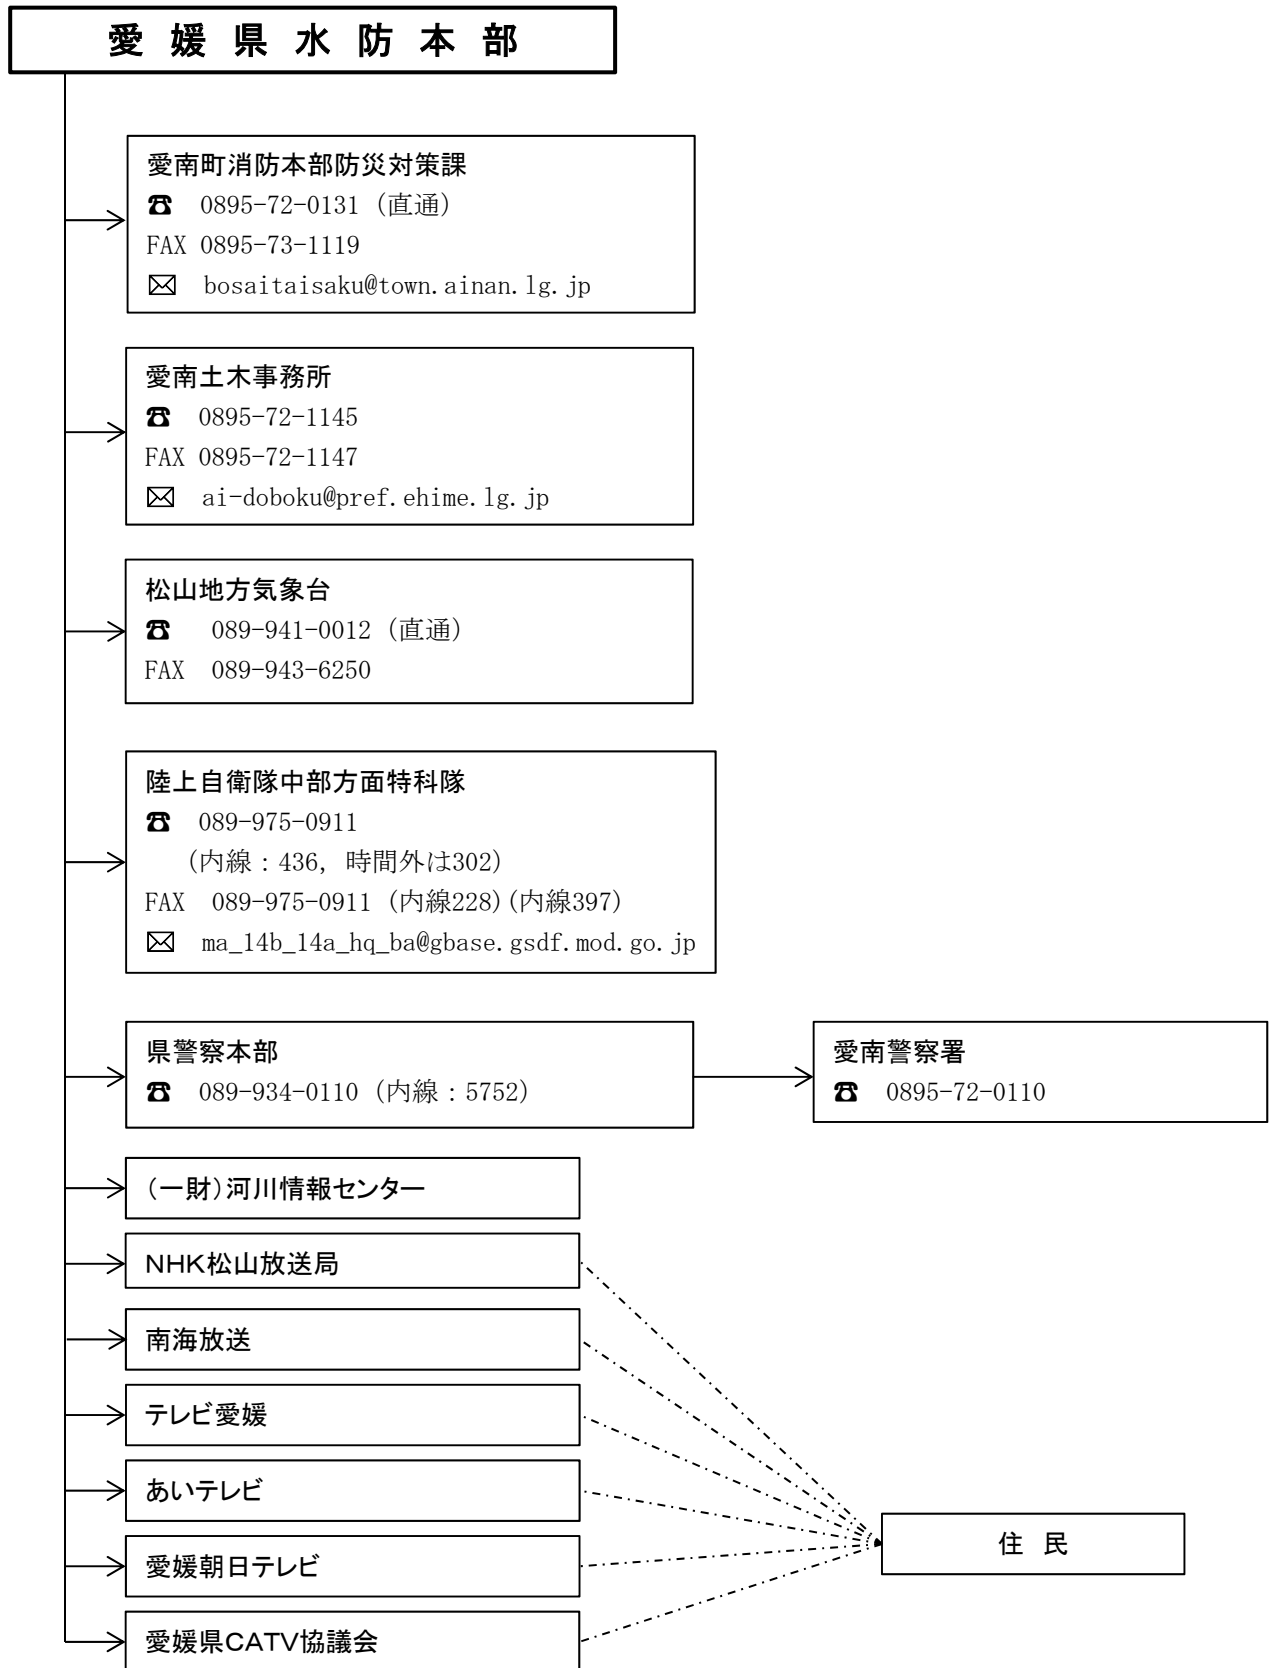 愛媛県水防本部
愛南町消防本部防災対策課
☎ 0895-72-0131（直通）
FAX 0895-73-1119
✉ bosaitaisaku@town.ainan.lg.jp
愛南土木事務所
☎ 0895-72-1145
FAX 0895-72-1147
✉ ai-doboku@pref.ehime.lg.jp
松山地方気象台
☎ 089-941-0012（直通）
FAX 089-943-6250
陸上自衛隊中部方面特科隊
☎ 089-975-0911
（内線：436，時間外は302）
FAX 089-975-0911（内線228）（内線397）
✉ ma_14b_14a_hq_ba@gbase.gsdf.mod.go.jp
県警察本部
☎ 089-934-0110（内線：5752）
愛南警察署
☎ 0895-72-0110
（一財）河川情報センター
NHK松山放送局
南海放送
テレビ愛媛
あいテレビ
愛媛朝日テレビ
愛媛県CATV協議会
住民